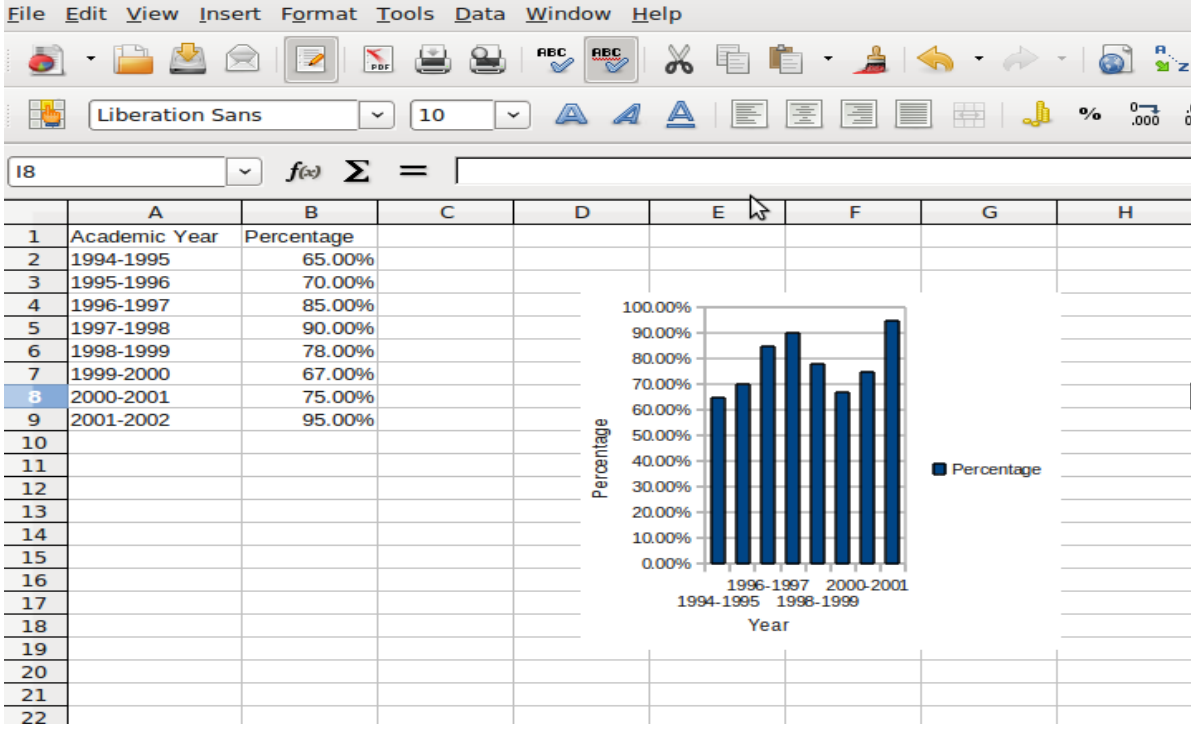 File Edit View Insert Format Tools Data Window Help
PDF ABC ABC A Z
Liberation Sans 10 A A A % 0 .000
I8 f(x) Σ =
A B C D E F G H
1 Academic Year Percentage
2 1994-1995 65.00%
3 1995-1996 70.00%
4 1996-1997 85.00%
5 1997-1998 90.00%
6 1998-1999 78.00%
7 1999-2000 67.00%
8 2000-2001 75.00%
9 2001-2002 95.00%
10
11
12
13
14
15
16
17
18
19
20
21
22
100.00%
90.00%
80.00%
70.00%
60.00%
50.00%
40.00%
30.00%
20.00%
10.00%
0.00%
Percentage
1996-1997 2000-2001
1994-1995 1998-1999
Year
Percentage